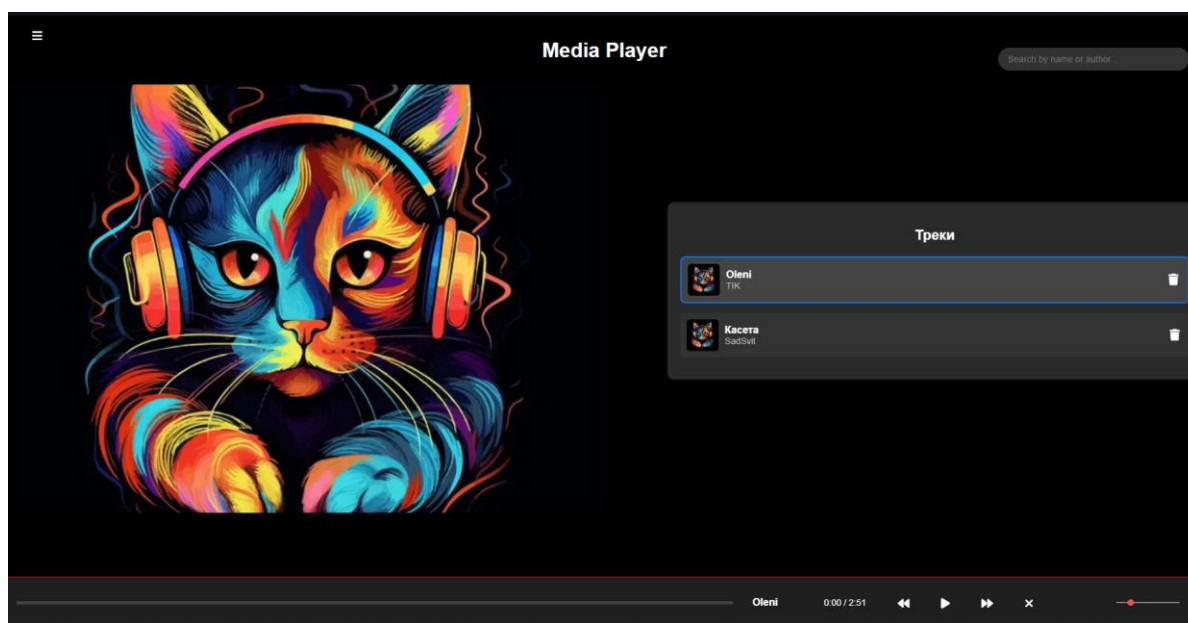 Media Player
Search by name or author...
Треки
Oleni
TIK
Касета
SadSvit
Oleni
0:00 / 2:51